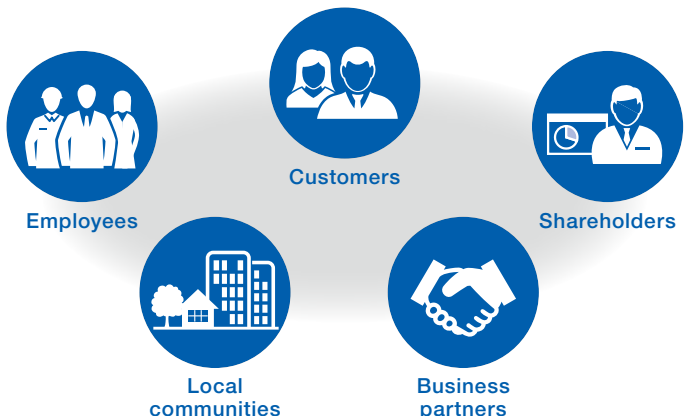 Customers
Employees
Shareholders
Local
communities
Business
partners